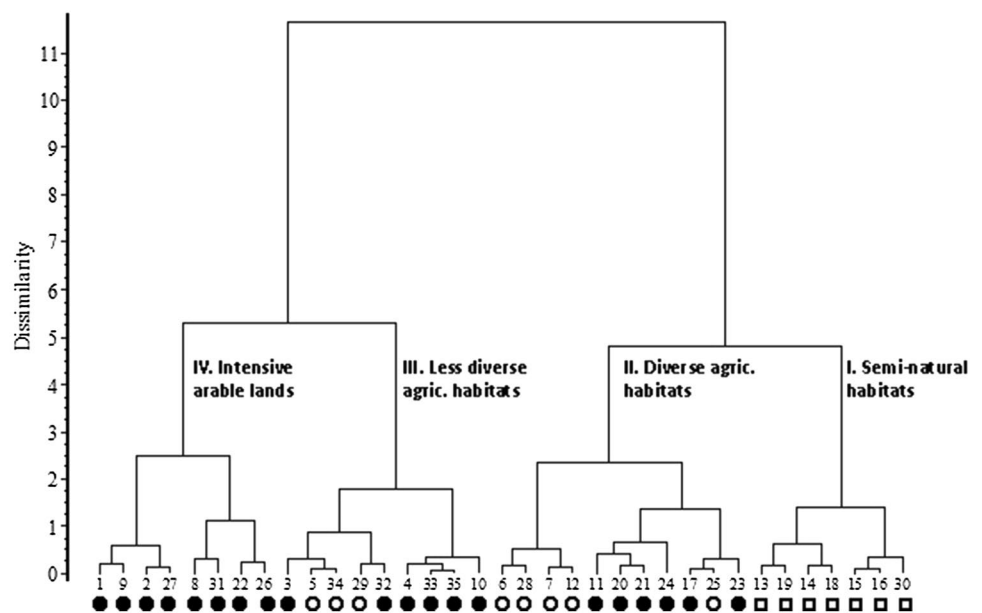 11
10
9
8
7
6
5
4
3
2
1
0
Dissimilarity
IV. Intensive
arable lands
III. Less diverse
agric. habitats
II. Diverse agric.
habitats
I. Semi-natural
habitats
1 9 2 27 8 31 22 26 3 5 34 29 32 4 33 35 10 6 28 7 12 11 20 21 24 17 25 23 13 19 14 18 15 16 30